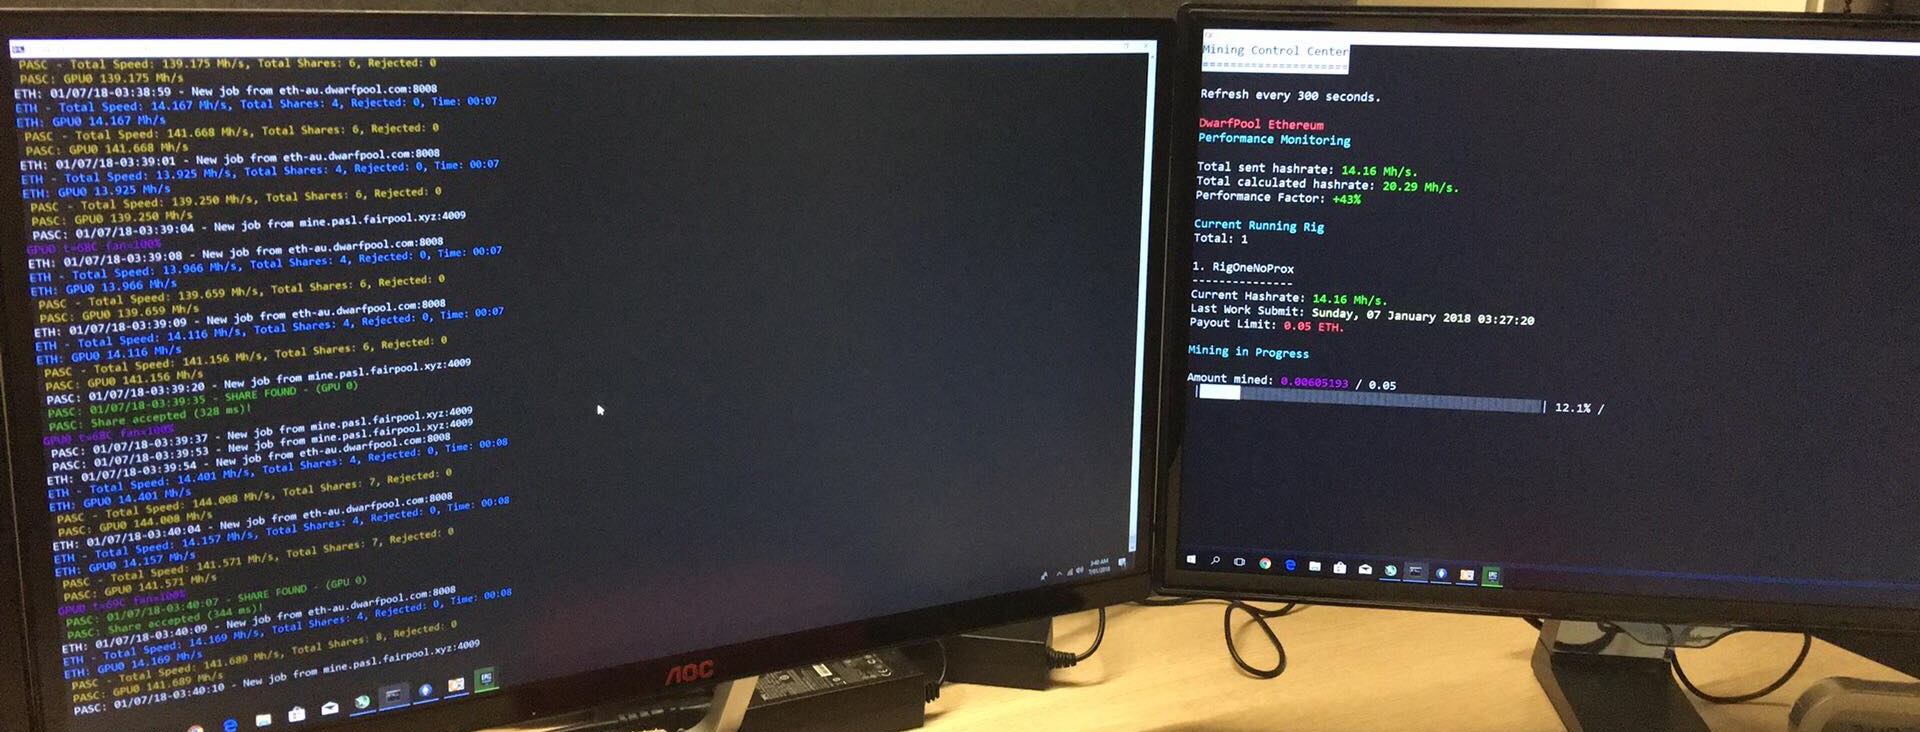 PASC - Total Speed: 139.175 Mh/s, Total Shares: 6, Rejected: 0
PASC: GPU0 139.175 Mh/s
ETH: 01/07/18-03:38:59 - New job from eth-au.dwarfpool.com:8008
ETH - Total Speed: 14.167 Mh/s, Total Shares: 4, Rejected: 0, Time: 00:07
ETH: GPU0 14.167 Mh/s
PASC - Total Speed: 141.668 Mh/s, Total Shares: 6, Rejected: 0
PASC: GPU0 141.668 Mh/s
ETH: 01/07/18-03:39:01 - New job from eth-au.dwarfpool.com:8008
ETH - Total Speed: 13.925 Mh/s, Total Shares: 4, Rejected: 0, Time: 00:07
ETH: GPU0 13.925 Mh/s
PASC - Total Speed: 139.250 Mh/s, Total Shares: 6, Rejected: 0
PASC: GPU0 139.250 Mh/s
PASC: 01/07/18-03:39:04 - New job from mine.pasl.fairpool.xyz:4009
GPU0 t=68C fan=100%
ETH: 01/07/18-03:39:08 - New job from eth-au.dwarfpool.com:8008
ETH - Total Speed: 13.966 Mh/s, Total Shares: 4, Rejected: 0, Time: 00:07
ETH: GPU0 13.966 Mh/s
PASC - Total Speed: 139.659 Mh/s, Total Shares: 6, Rejected: 0
PASC: GPU0 139.659 Mh/s
ETH: 01/07/18-03:39:09 - New job from eth-au.dwarfpool.com:8008
ETH - Total Speed: 14.116 Mh/s, Total Shares: 4, Rejected: 0, Time: 00:07
ETH: GPU0 14.116 Mh/s
PASC - Total Speed: 141.156 Mh/s, Total Shares: 6, Rejected: 0
PASC: GPU0 141.156 Mh/s
PASC: 01/07/18-03:39:20 - New job from mine.pasl.fairpool.xyz:4009
PASC: 01/07/18-03:39:35 - SHARE FOUND - (GPU 0)
PASC: Share accepted (328 ms)!
GPU0 t=68C fan=100%
PASC: 01/07/18-03:39:37 - New job from mine.pasl.fairpool.xyz:4009
PASC: 01/07/18-03:39:53 - New job from mine.pasl.fairpool.xyz:4009
ETH: 01/07/18-03:39:54 - New job from eth-au.dwarfpool.com:8008
ETH - Total Speed: 14.401 Mh/s, Total Shares: 4, Rejected: 0, Time: 00:08
ETH: GPU0 14.401 Mh/s
PASC - Total Speed: 144.008 Mh/s, Total Shares: 7, Rejected: 0
PASC: GPU0 144.008 Mh/s
ETH: 01/07/18-03:40:04 - New job from eth-au.dwarfpool.com:8008
ETH - Total Speed: 14.157 Mh/s, Total Shares: 4, Rejected: 0, Time: 00:08
ETH: GPU0 14.157 Mh/s
PASC - Total Speed: 141.571 Mh/s, Total Shares: 7, Rejected: 0
PASC: GPU0 141.571 Mh/s
GPU0 t=69C fan=100%
PASC: 01/07/18-03:40:07 - SHARE FOUND - (GPU 0)
PASC: Share accepted (344 ms)!
ETH: 01/07/18-03:40:09 - New job from eth-au.dwarfpool.com:8008
ETH - Total Speed: 14.169 Mh/s, Total Shares: 4, Rejected: 0, Time: 00:08
ETH: GPU0 14.169 Mh/s
PASC - Total Speed: 141.689 Mh/s, Total Shares: 8, Rejected: 0
PASC: GPU0 141.689 Mh/s
PASC: 01/07/18-03:40:10 - New job from mine.pasl.fairpool.xyz:4009
3:40 AM
7/01/2018
AOC
Mining Control Center
=====================
Refresh every 300 seconds.
DwarfPool Ethereum
Performance Monitoring
Total sent hashrate: 14.16 Mh/s.
Total calculated hashrate: 20.29 Mh/s.
Performance Factor: +43%
Current Running Rig
Total: 1
1. RigOneNoProx
---------------
Current Hashrate: 14.16 Mh/s.
Last Work Submit: Sunday, 07 January 2018 03:27:20
Payout Limit: 0.05 ETH.
Mining in Progress
Amount mined: 0.00605193 / 0.05
12.1% /